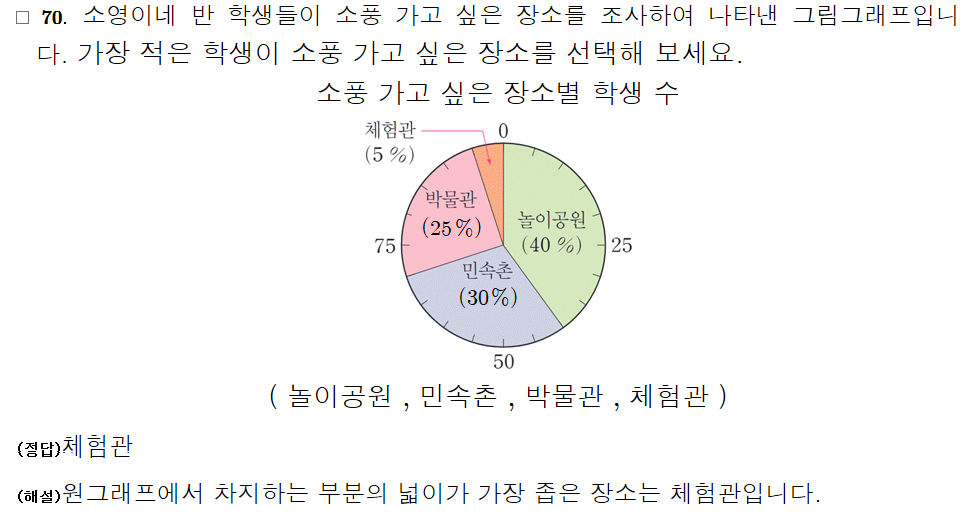 □ 70. 소영이네 반 학생들이 소풍 가고 싶은 장소를 조사하여 나타낸 그림그래프입니
다. 가장 적은 학생이 소풍 가고 싶은 장소를 선택해 보세요.
소풍 가고 싶은 장소별 학생 수
체험관
(5 %)
0
박물관
(25%)
놀이공원
(40 %)
75
25
민속촌
(30%)
50
( 놀이공원 , 민속촌 , 박물관 , 체험관 )
(정답)체험관
(해설)원그래프에서 차지하는 부분의 넓이가 가장 좁은 장소는 체험관입니다.